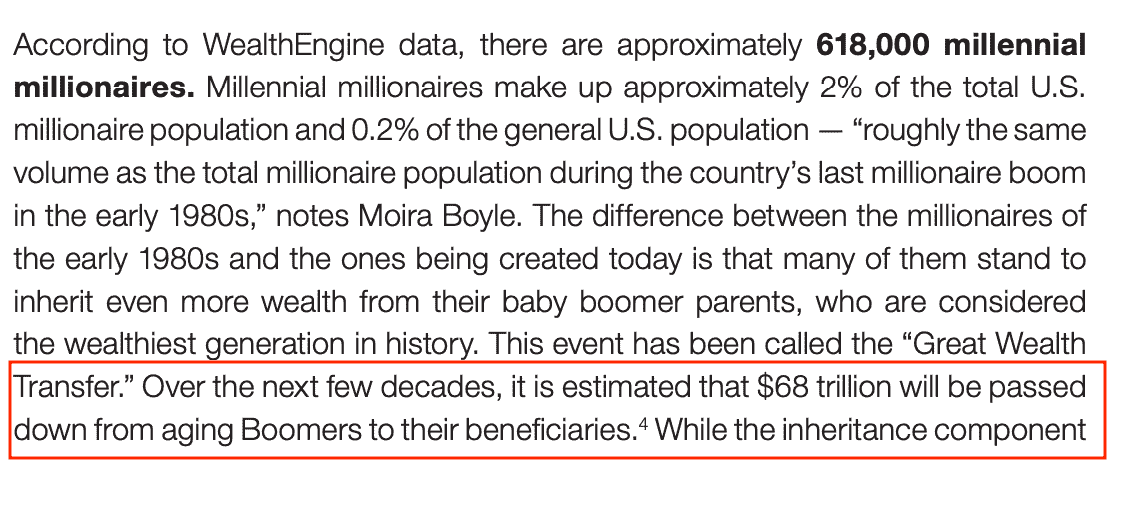 According to WealthEngine data, there are approximately 618,000 millennial
millionaires. Millennial millionaires make up approximately 2% of the total U.S.
millionaire population and 0.2% of the general U.S. population — “roughly the same
volume as the total millionaire population during the country’s last millionaire boom
in the early 1980s,” notes Moira Boyle. The difference between the millionaires of
the early 1980s and the ones being created today is that many of them stand to
inherit even more wealth from their baby boomer parents, who are considered
the wealthiest generation in history. This event has been called the “Great Wealth
Transfer.” Over the next few decades, it is estimated that $68 trillion will be passed
down from aging Boomers to their beneficiaries.⁴ While the inheritance component